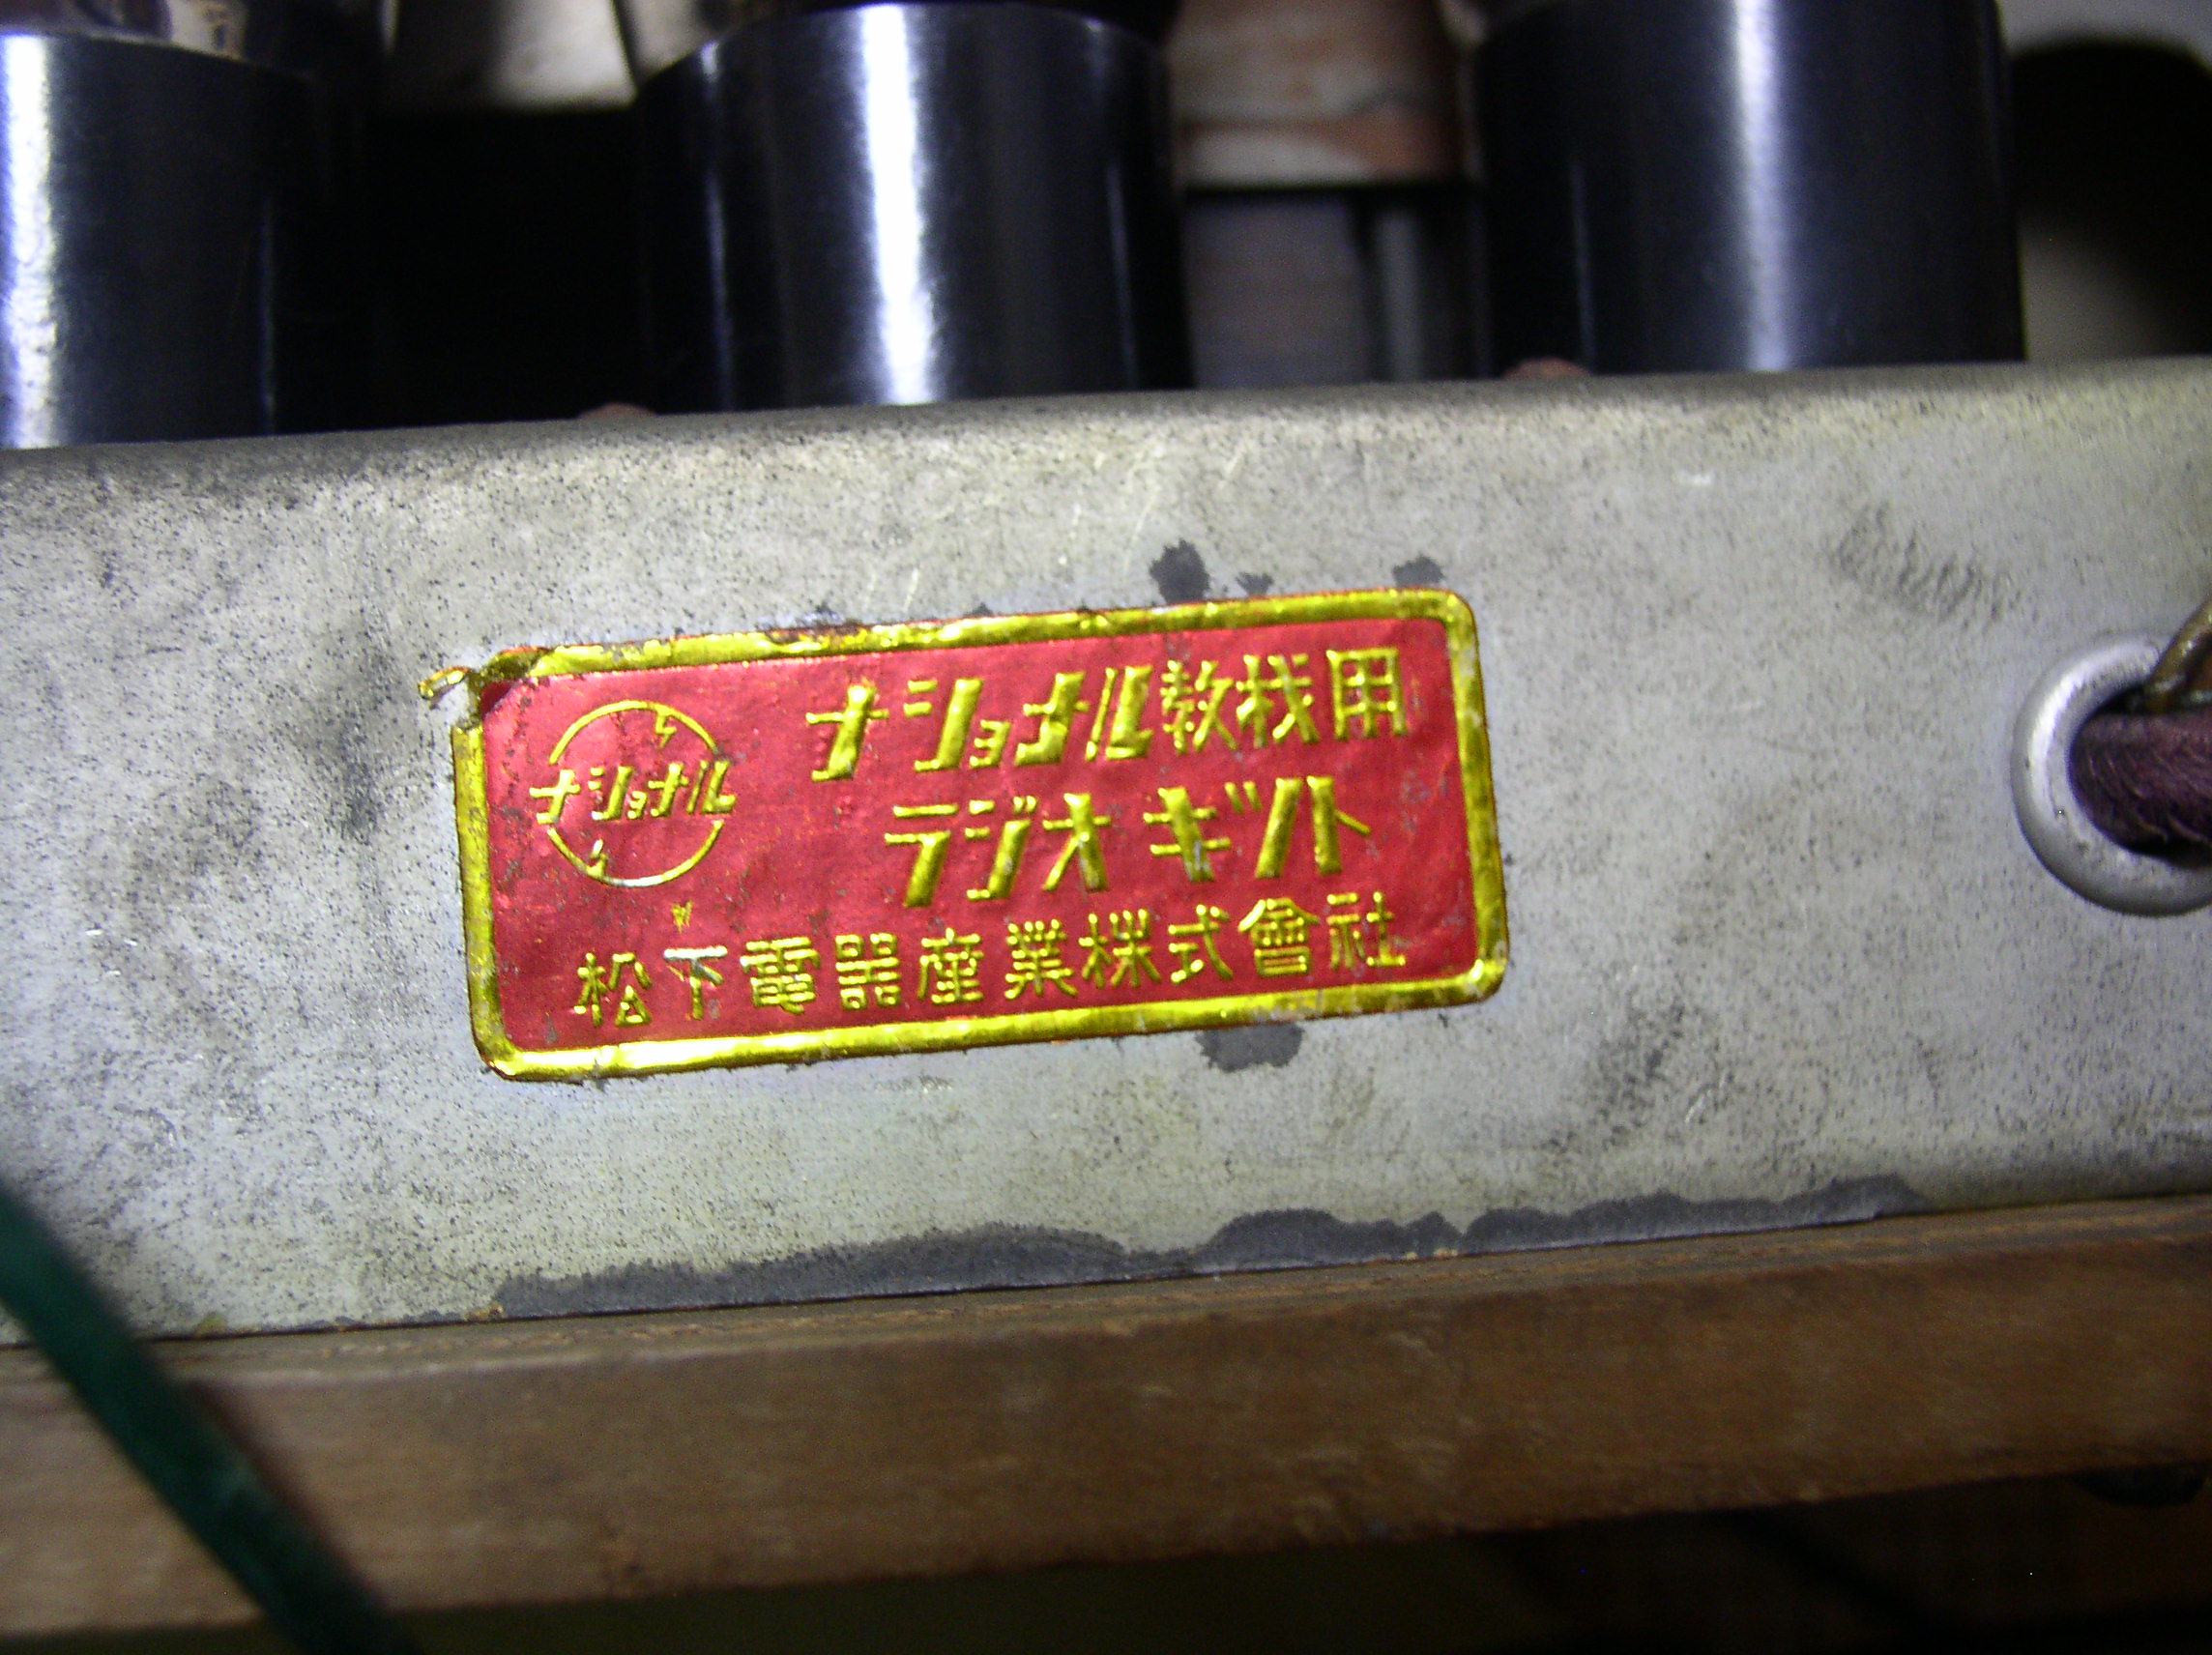 ナショナル
ナショナル教材用
ラジオキット
松下電器産業株式會社